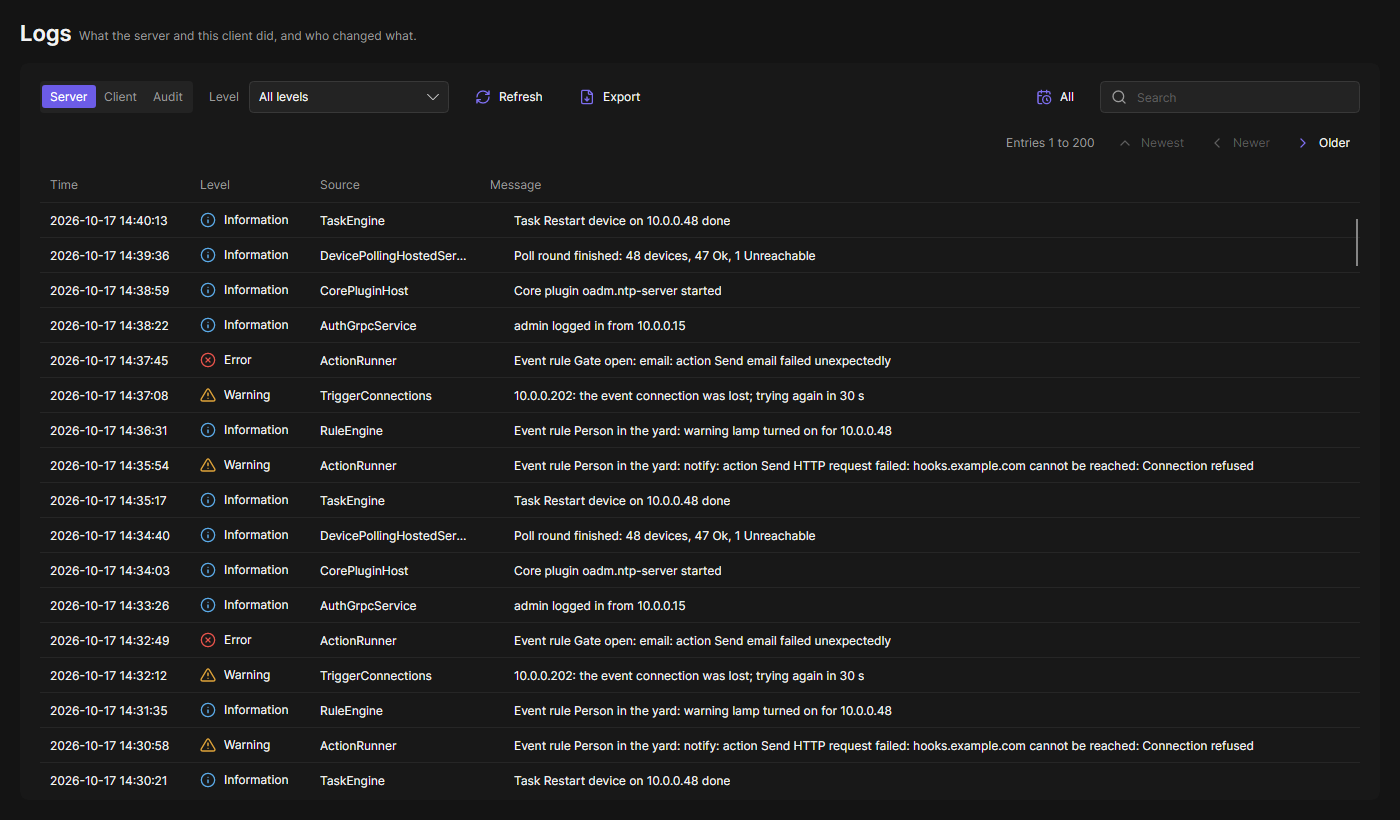 Logs What the server and this client did, and who changed what.
Server Client Audit Level All levels Refresh Export All Search
Entries 1 to 200 Newest Newer Older
Time Level Source Message
2026-10-17 14:40:13 Information TaskEngine Task Restart device on 10.0.0.48 done
2026-10-17 14:39:36 Information DevicePollingHostedSer... Poll round finished: 48 devices, 47 Ok, 1 Unreachable
2026-10-17 14:38:59 Information CorePluginHost Core plugin oadm.ntp-server started
2026-10-17 14:38:22 Information AuthGrpcService admin logged in from 10.0.0.15
2026-10-17 14:37:45 Error ActionRunner Event rule Gate open: email: action Send email failed unexpectedly
2026-10-17 14:37:08 Warning TriggerConnections 10.0.0.202: the event connection was lost; trying again in 30 s
2026-10-17 14:36:31 Information RuleEngine Event rule Person in the yard: warning lamp turned on for 10.0.0.48
2026-10-17 14:35:54 Warning ActionRunner Event rule Person in the yard: notify: action Send HTTP request failed: hooks.example.com cannot be reached: Connection refused
2026-10-17 14:35:17 Information TaskEngine Task Restart device on 10.0.0.48 done
2026-10-17 14:34:40 Information DevicePollingHostedSer... Poll round finished: 48 devices, 47 Ok, 1 Unreachable
2026-10-17 14:34:03 Information CorePluginHost Core plugin oadm.ntp-server started
2026-10-17 14:33:26 Information AuthGrpcService admin logged in from 10.0.0.15
2026-10-17 14:32:49 Error ActionRunner Event rule Gate open: email: action Send email failed unexpectedly
2026-10-17 14:32:12 Warning TriggerConnections 10.0.0.202: the event connection was lost; trying again in 30 s
2026-10-17 14:31:35 Information RuleEngine Event rule Person in the yard: warning lamp turned on for 10.0.0.48
2026-10-17 14:30:58 Warning ActionRunner Event rule Person in the yard: notify: action Send HTTP request failed: hooks.example.com cannot be reached: Connection refused
2026-10-17 14:30:21 Information TaskEngine Task Restart device on 10.0.0.48 done